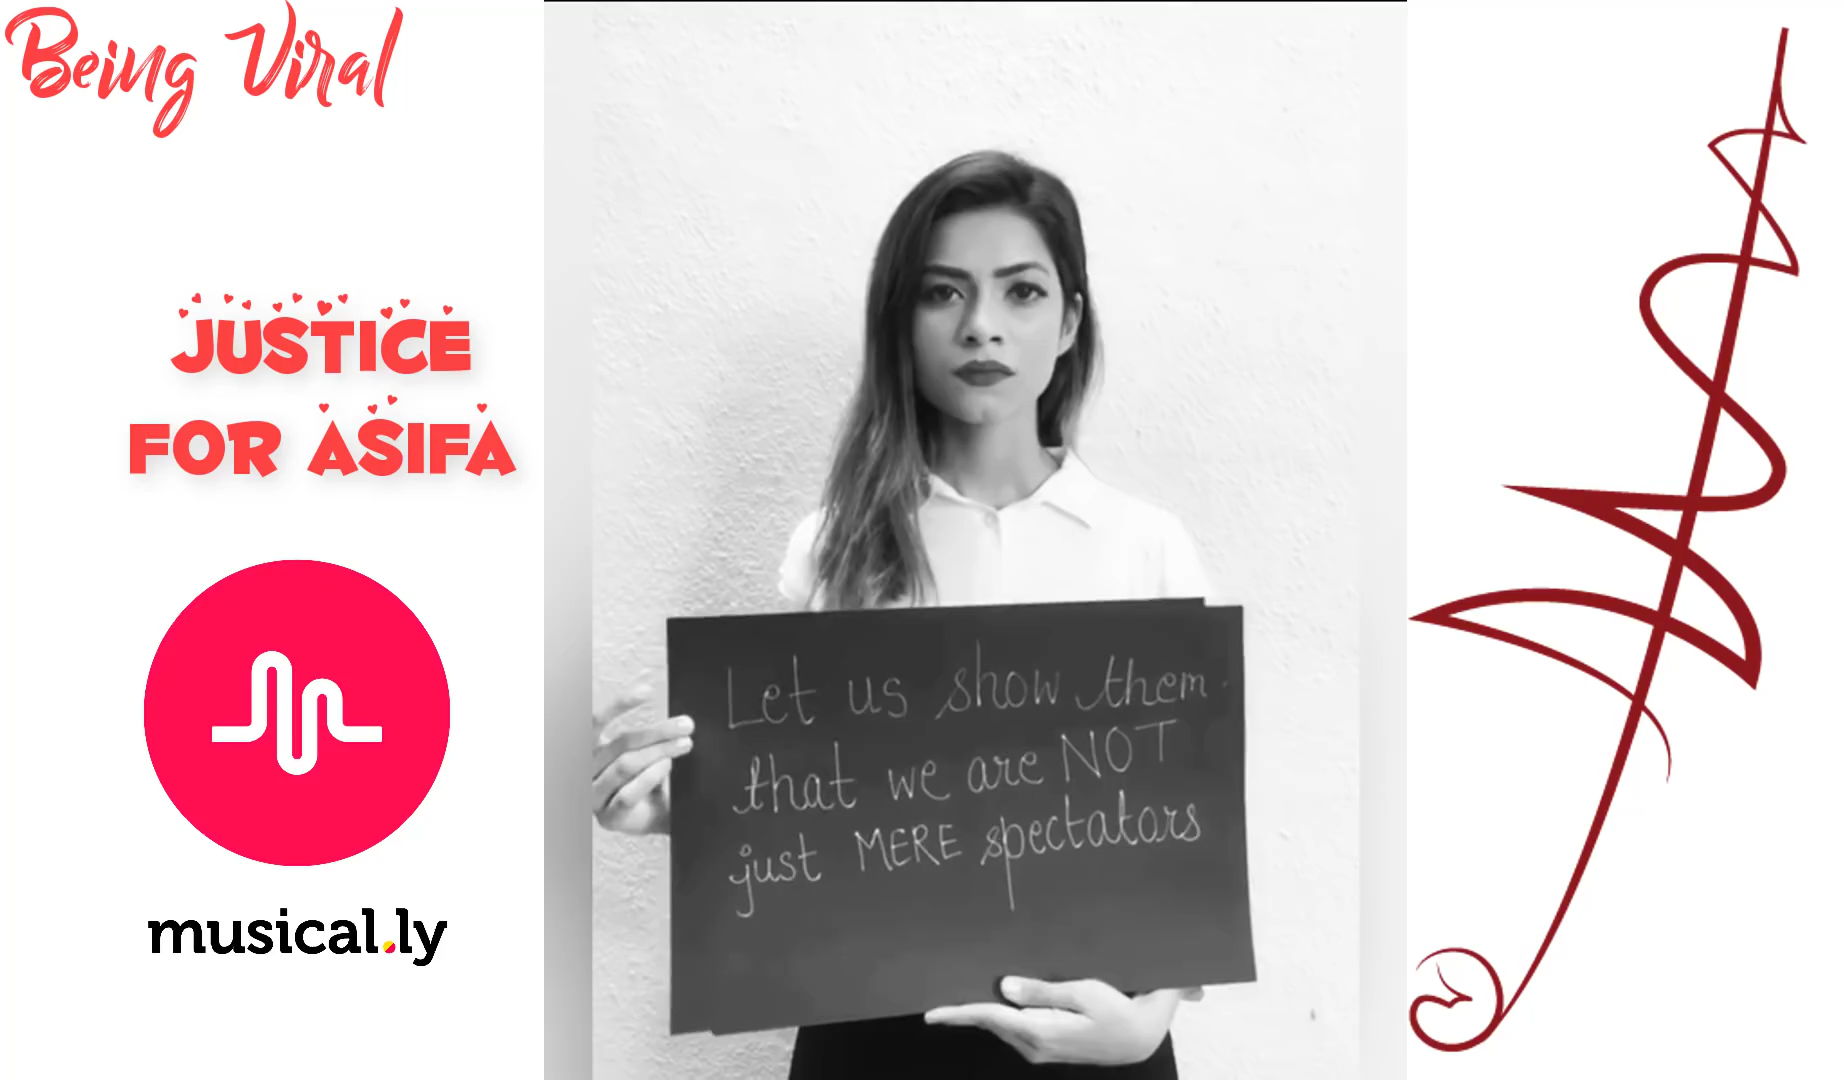 Being Viral
JUSTICE
FOR ASIFA
musical.ly
Let us show them
that we are NOT
just MERE spectators